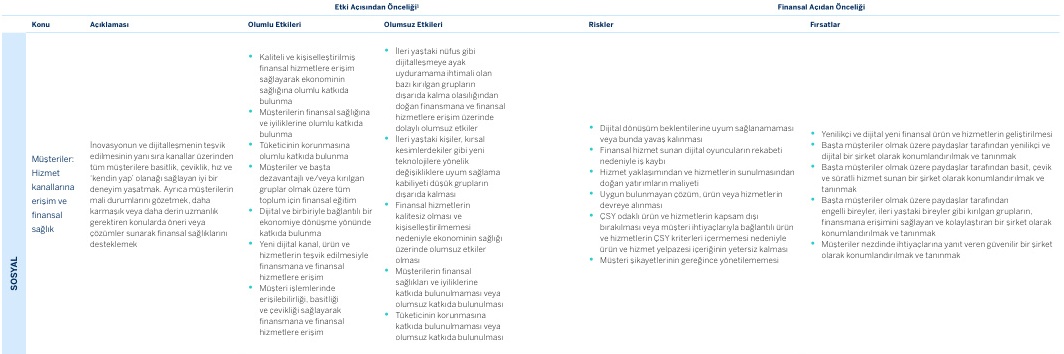 Etki Açısından Önceliği¹
Finansal Açıdan Önceliği
Konu
Açıklaması
Olumlu Etkileri
Olumsuz Etkileri
Riskler
Fırsatlar
SOSYAL
Müşteriler:
Hizmet
kanallarına
erişim ve
finansal
sağlık
İnovasyonun ve dijitalleşmenin teşvik
edilmesinin yanı sıra kanallar üzerinden
tüm müşterilere basitlik, çeviklik, hız ve
'kendin yap' olanağı sağlayan iyi bir
deneyim yaşatmak. Ayrıca müşterilerin
mali durumlarını gözetmek, daha
karmaşık veya daha derin uzmanlık
gerektiren konularda öneri veya
çözümler sunarak finansal sağlıklarını
desteklemek
• Kaliteli ve kişiselleştirilmiş
finansal hizmetlere erişim
sağlayarak ekonominin
sağlığına olumlu katkıda
bulunma
• Müşterilerin finansal sağlığına
ve iyiliklerine olumlu katkıda
bulunma
• Tüketicinin korunmasına
olumlu katkıda bulunma
• Müşteriler ve başta
dezavantajlı ve/veya kırılgan
gruplar olmak üzere tüm
toplum için finansal eğitim
• Dijital ve birbiriyle bağlantılı bir
ekonomiye dönüşme yönünde
katkıda bulunma
• Yeni dijital kanal, ürün ve
hizmetlerin teşvik edilmesiyle
finansmana ve finansal
hizmetlere erişim
• Müşteri işlemlerinde
erişilebilirliği, basitliği
ve çevikliği sağlayarak
finansmana ve finansal
hizmetlere erişim
• İleri yaştaki nüfus gibi
dijitalleşmeye ayak
uyduramama ihtimali olan
bazı kırılgan grupların
dışarıda kalma olasılığından
doğan finansmana ve finansal
hizmetlere erişim üzerinde
dolaylı olumsuz etkiler
• İleri yaştaki kişiler, kırsal
kesimlerdekiler gibi yeni
teknolojilere yönelik
değişikliklere uyum sağlama
kabiliyeti düşük grupların
dışarıda kalması
• Finansal hizmetlerin
kalitesiz olması ve
kişiselleştirilmemesi
nedeniyle ekonominin sağlığı
üzerinde olumsuz etkiler
olması
• Müşterilerin finansal
sağlıkları ve iyiliklerine
katkıda bulunulmaması veya
olumsuz katkıda bulunulması
• Tüketicinin korunmasına
katkıda bulunulmaması veya
olumsuz katkıda bulunulması
• Dijital dönüşüm beklentilerine uyum sağlanamaması
veya bunda yavaş kalınması
• Finansal hizmet sunan dijital oyuncuların rekabeti
nedeniyle iş kaybı
• Hizmet yaklaşımından ve hizmetlerin sunulmasından
doğan yatırımların maliyeti
• Uygun bulunmayan çözüm, ürün veya hizmetlerin
devreye alınması
• ÇSY odaklı ürün ve hizmetlerin kapsam dışı
bırakılması veya müşteri ihtiyaçlarıyla bağlantılı ürün
ve hizmetlerin ÇSY kriterleri içermemesi nedeniyle
ürün ve hizmet yelpazesi içeriğinin yetersiz kalması
• Müşteri şikayetlerinin gereğince yönetilememesi
• Yenilikçi ve dijital yeni finansal ürün ve hizmetlerin geliştirilmesi
• Başta müşteriler olmak üzere paydaşlar tarafından yenilikçi ve
dijital bir şirket olarak konumlandırılmak ve tanınmak
• Başta müşteriler olmak üzere paydaşlar tarafından basit, çevik
ve süratli hizmet sunan bir şirket olarak konumlandırılmak ve
tanınmak
• Başta müşteriler olmak üzere paydaşlar tarafından
engelli bireyler, ileri yaştaki bireyler gibi kırılgan grupların,
finansmana erişimini sağlayan ve kolaylaştıran bir şirket olarak
konumlandırılmak ve tanınmak
• Müşteriler nezdinde ihtiyaçlarına yanıt veren güvenilir bir şirket
olarak konumlandırılmak ve tanınmak